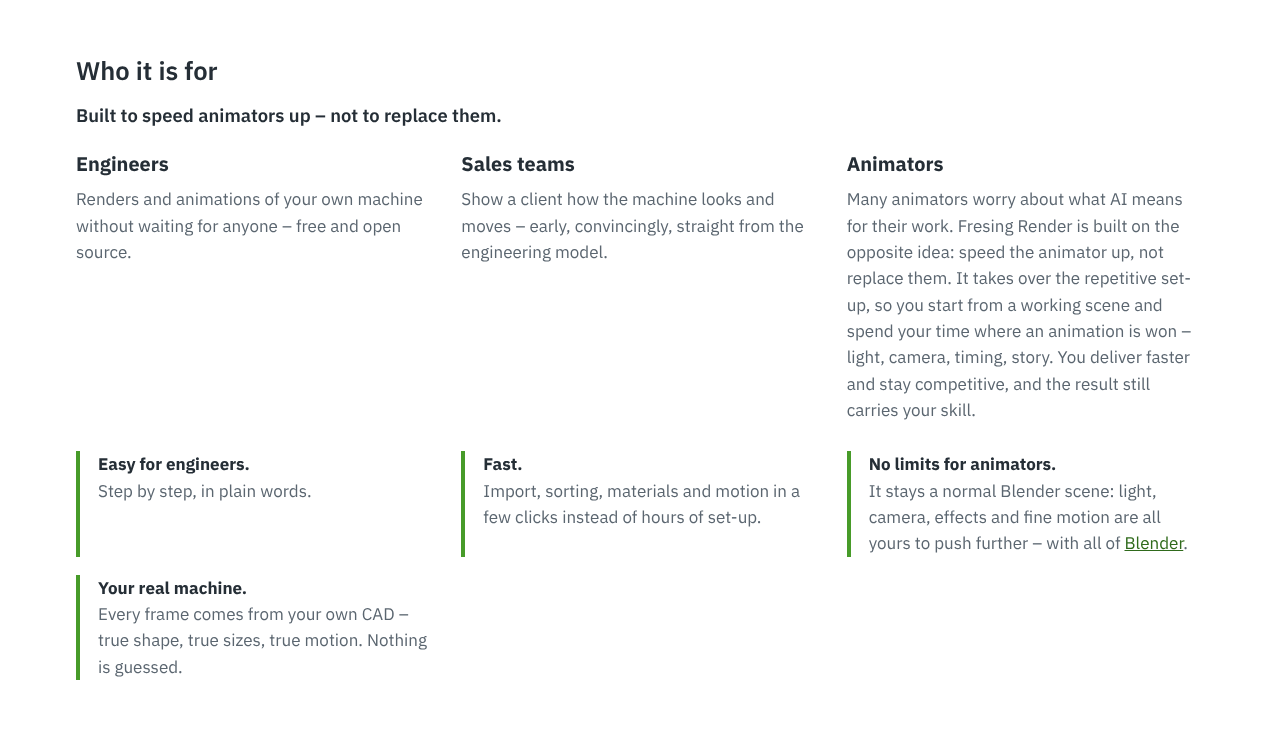 Who it is for
Built to speed animators up – not to replace them.
Engineers
Renders and animations of your own machine
without waiting for anyone – free and open
source.
Sales teams
Show a client how the machine looks and
moves – early, convincingly, straight from the
engineering model.
Animators
Many animators worry about what AI means
for their work. Fresing Render is built on the
opposite idea: speed the animator up, not
replace them. It takes over the repetitive set-
up, so you start from a working scene and
spend your time where an animation is won –
light, camera, timing, story. You deliver faster
and stay competitive, and the result still
carries your skill.
Easy for engineers.
Step by step, in plain words.
Fast.
Import, sorting, materials and motion in a
few clicks instead of hours of set-up.
No limits for animators.
It stays a normal Blender scene: light,
camera, effects and fine motion are all
yours to push further – with all of Blender.
Your real machine.
Every frame comes from your own CAD –
true shape, true sizes, true motion. Nothing
is guessed.